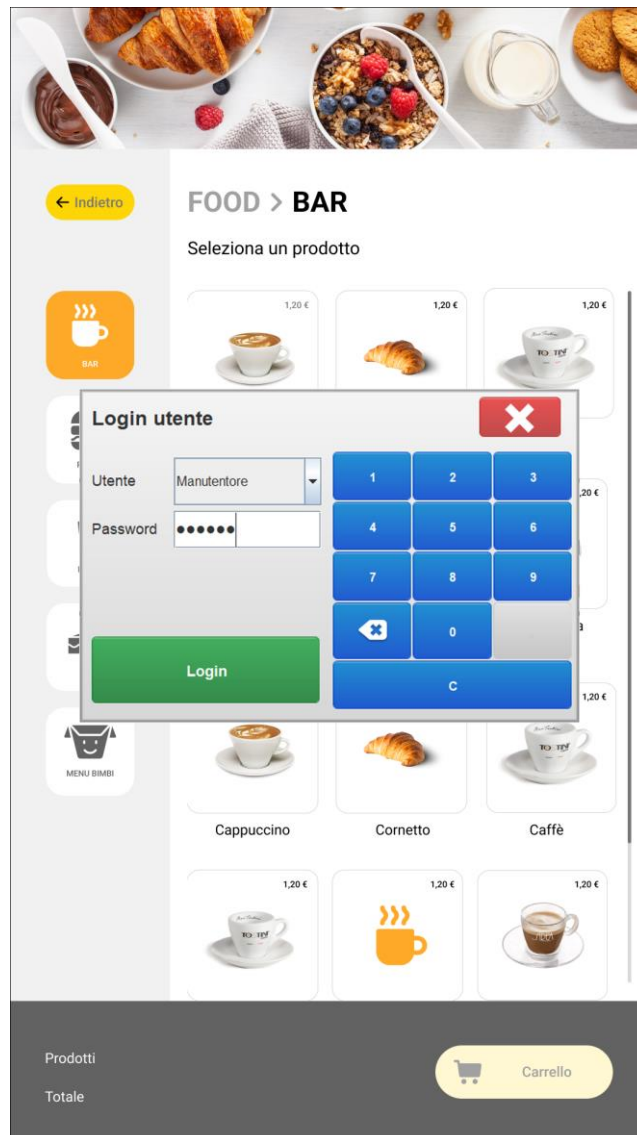 ← Indietro
FOOD > BAR
Seleziona un prodotto
1,20 €
1,20 €
1,20 €
BAR
Login utente
Utente
Manutentore
Password
●●●●●●
1
2
3
4
5
6
7
8
9
0
C
Login
,20 €
a
1,20 €
MENU BIMBI
Cappuccino
Cornetto
Caffè
1,20 €
1,20 €
1,20 €
Prodotti
Totale
Carrello